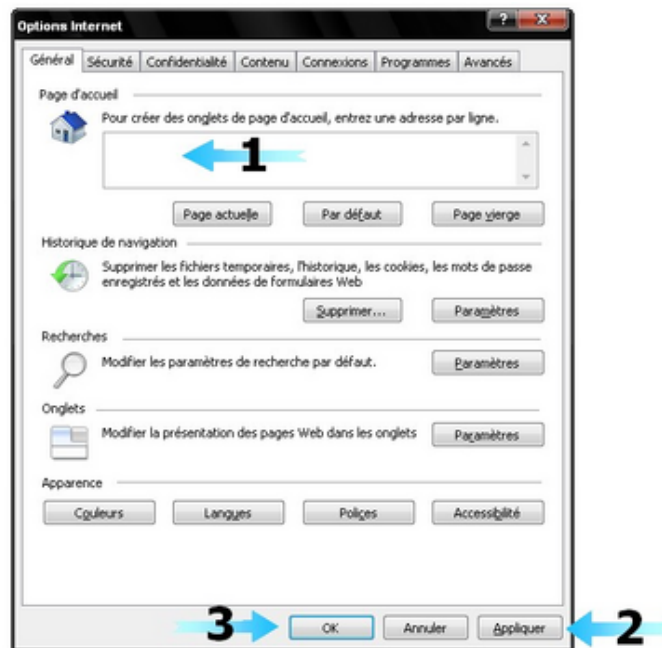 Options Internet
Général Sécurité Confidentialité Contenu Connexions Programmes Avancés
Page d'accueil
Pour créer des onglets de page d'accueil, entrez une adresse par ligne.
1
Page actuelle Par défaut Page vierge
Historique de navigation
Supprimer les fichiers temporaires, l'historique, les cookies, les mots de passe
enregistrés et les données de formulaires Web
Supprimer... Paramètres
Recherches
Modifier les paramètres de recherche par défaut. Paramètres
Onglets
Modifier la présentation des pages Web dans les onglets Paramètres
Apparence
Couleurs Langues Polices Accessibilité
3 OK Annuler Appliquer 2